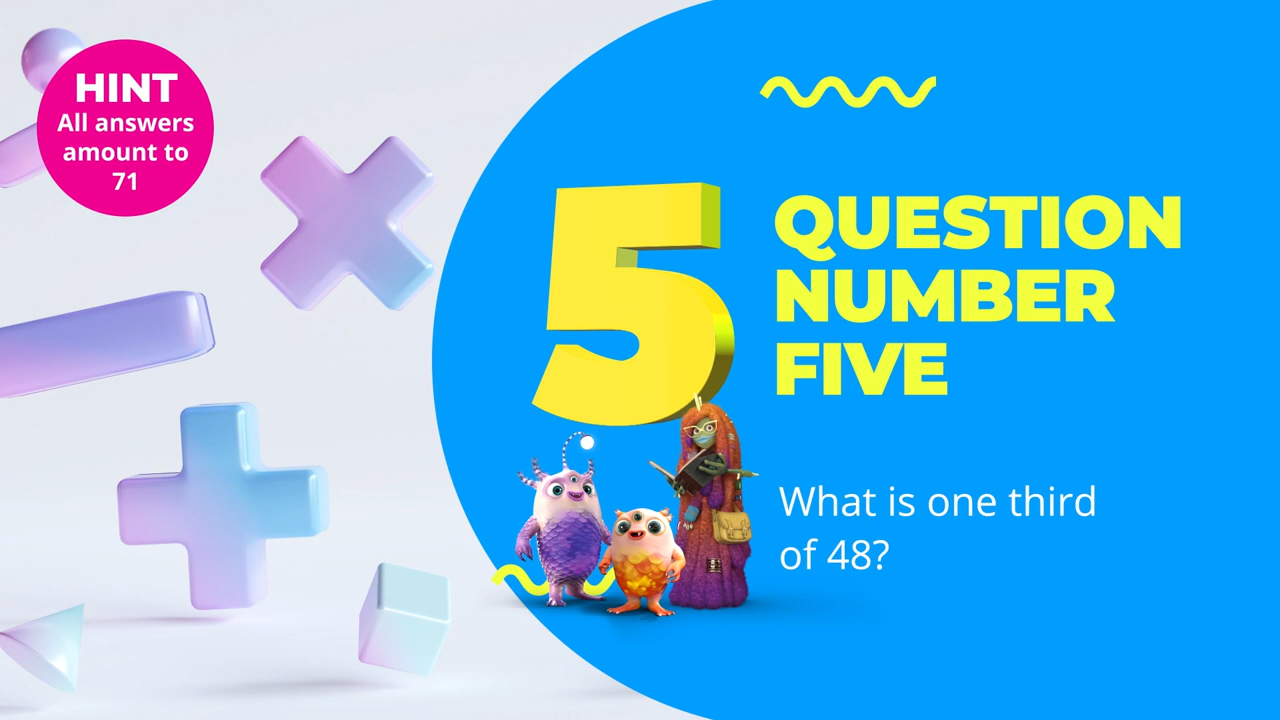 HINT
All answers
amount to
71
5
QUESTION
NUMBER
FIVE
What is one third
of 48?